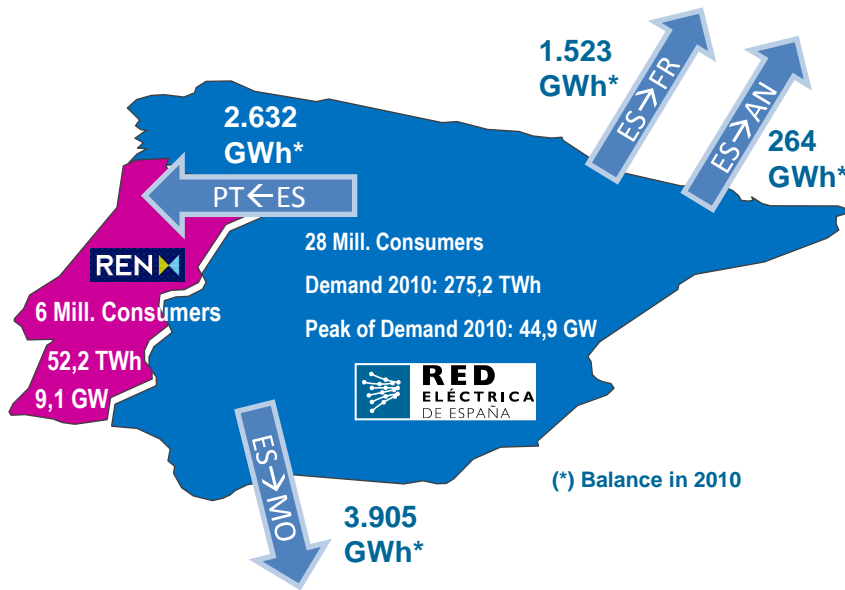 1.523
GWh*
ES→FR
ES→AN
264
GWh*
2.632
GWh*
PT←ES
REN
6 Mill. Consumers
52,2 TWh
9,1 GW
28 Mill. Consumers
Demand 2010: 275,2 TWh
Peak of Demand 2010: 44,9 GW
RED
ELÉCTRICA
DE ESPAÑA
ES→MO
3.905
GWh*
(*) Balance in 2010